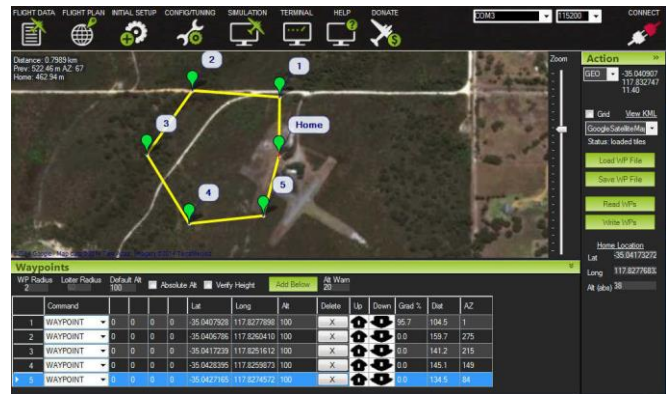 FLIGHT DATA FLIGHT PLAN INITIAL SETUP CONFIG/TUNING SIMULATION TERMINAL HELP DONATE COM3 115200 CONNECT
Distance: 0.7989 km
Prev: 522.46 m AZ: 67
Home: 462.94 m
2
1
3
Home
4
5
Zoom
Action »
GEO -35.040907
117.832747
11.40
Grid View KML
GoogleSatelliteMap
Status: loaded tiles
Load WP File
Save WP File
Read WPs
Write WPs
Home Location
Lat -35.04173272
Long 117.8277683
Alt (abs) 38
Waypoints
WP Radius Loiter Radius Default Alt Alt Warn
2 100 Absolute Alt Verify Height Add Below 20
Command Lat Long Alt Delete Up Down Grad % Dist AZ
1 WAYPOINT 0 0 0 0 -35.0407928 117.8277898 100 X 95.7 104.5 1
2 WAYPOINT 0 0 0 0 -35.0406786 117.8260410 100 X 0.0 159.7 275
3 WAYPOINT 0 0 0 0 -35.0417239 117.8251612 100 X 0.0 141.2 215
4 WAYPOINT 0 0 0 0 -35.0428395 117.8259873 100 X 0.0 145.1 149
5 WAYPOINT 0 0 0 0 -35.0427165 117.8274572 100 X 0.0 134.5 84